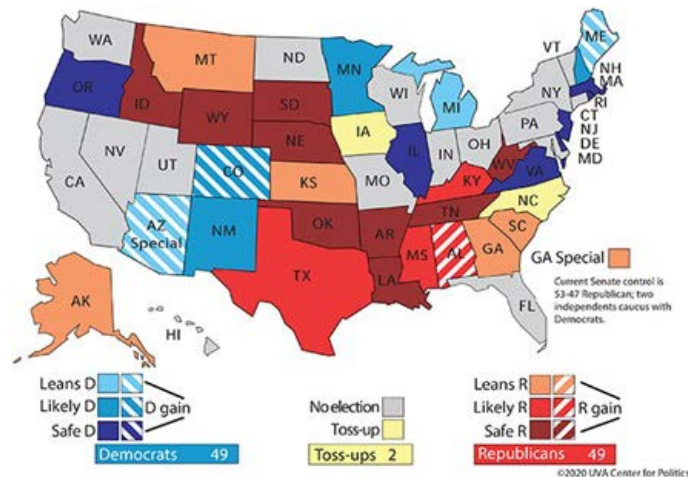 WA
MT
ND
MN
VT
ME
OR
ID
SD
WI
MI
NY
NH
MA
RI
CT
NJ
DE
MD
WY
NE
IA
PA
NV
UT
CO
IL
IN
OH
WV
VA
CA
KS
MO
KY
NC
AZ
Special
NM
OK
AR
TN
SC
MS
AL
GA
GA Special
TX
LA
FL
Current Senate control is
53-47 Republican; two
independents caucus with
Democrats.
AK
HI
Leans D
Likely D
D gain
Safe D
Democrats 49
No election
Toss-up
Toss-ups 2
Leans R
Likely R
R gain
Safe R
Republicans 49
©2020 UVA Center for Politics